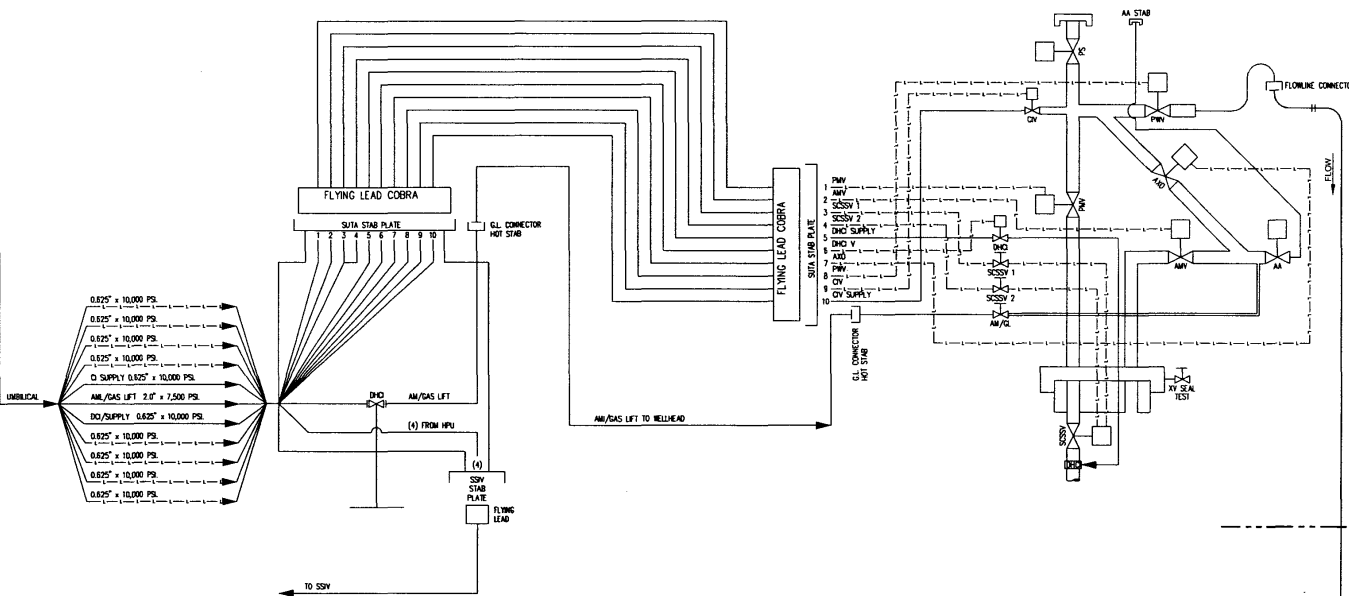 UMBILICAL
0.625" x 10,000 PSI.
0.625" x 10,000 PSI.
0.625" x 10,000 PSI.
0.625" x 10,000 PSI.
CI SUPPLY 0.625" x 10,000 PSI.
AML/GAS LIFT 2.0" x 7,500 PSI.
DCI/SUPPLY 0.625" x 10,000 PSI.
0.625" x 10,000 PSI.
0.625" x 10,000 PSI.
0.625" x 10,000 PSI.
0.625" x 10,000 PSI.
FLYING LEAD COBRA
SUTA STAB PLATE
1 2 3 4 5 6 7 8 9 10
G.L. CONNECTOR
HOT STAB
DHCI
AM/GAS LIFT
(4) FROM HPU
(4)
SSIV
STAB
PLATE
FLYING
LEAD
TO SSIV
AMI/GAS LIFT TO WELLHEAD
FLYING LEAD COBRA
SUTA STAB PLATE
1 PMV
2 AMV
3 SCSSV 1
4 SCSSV 2
5 DHCI SUPPLY
6 DHCI V
7 AXO
8 PWV
9 CIV
10 CIV SUPPLY
G.L. CONNECTOR
HOT STAB
DHCI
SCSSV 1
SCSSV 2
AM/GL
PS
AA STAB
CIV
PWV
FLOWLINE CONNECTO
FLOW
AXO
PMV
AMV
AA
XV SEAL
TEST
SCSSV
DHCI